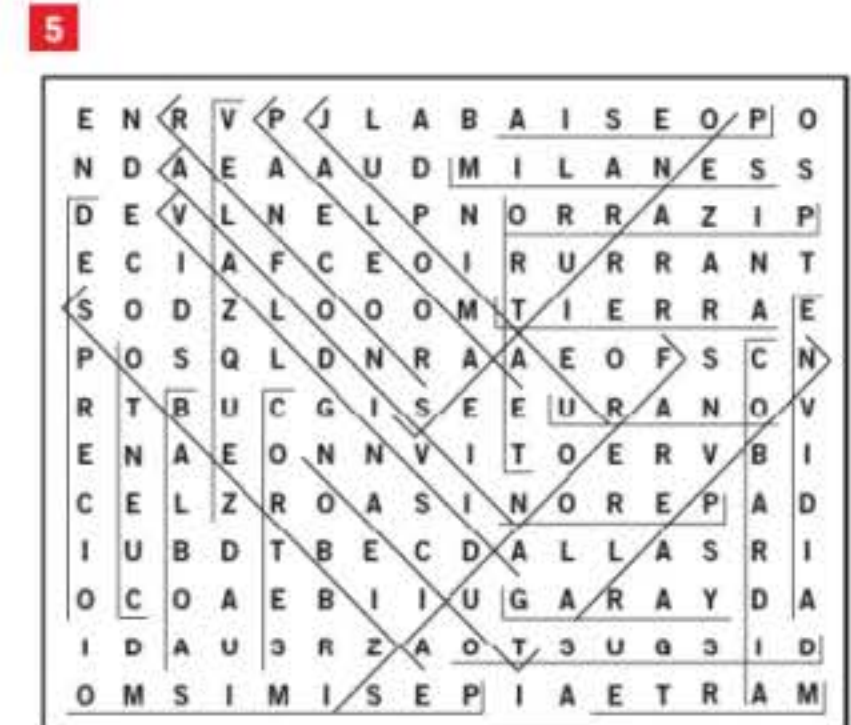 5
E N R V P J L A B A I S E O P O
N D A E A A U D M I L A N E S S
D E V L N E L P N O R R A Z I P
E C I A F C E O I R U R R A N T
S O D Z L O O O M T I E R R A E
P O S Q L D N R A A E O F S C N
R T B U C G I S E E U R A N O V
E N A E O N N V I T O E R V B I
C E L Z R O A S I N O R E P A D
I U B D T B E C D A L L A S R I
O C O A E B I I U G A R A Y D A
I D A U E R Z A O T E U G E I D
O M S I M I S E P I A E T R A M